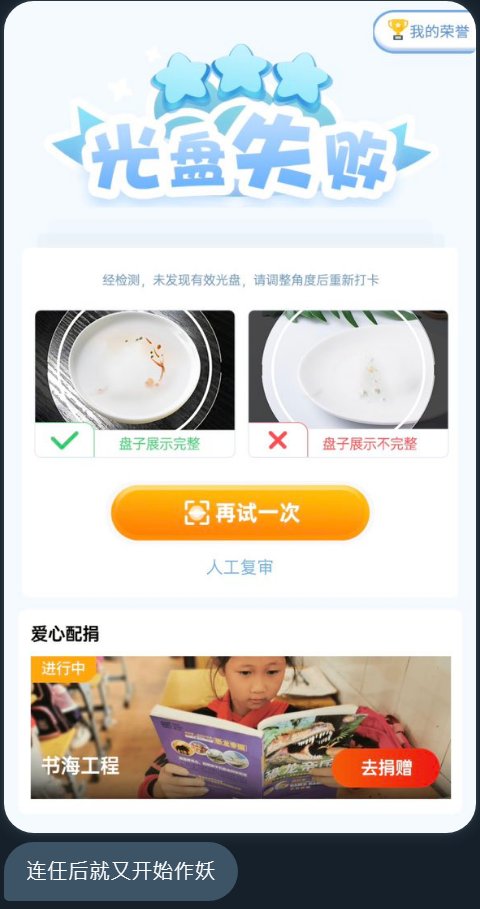 我的荣誉
光盘失败
经检测，未发现有效光盘，请调整角度后重新打卡
盘子展示完整
盘子展示不完整
再试一次
人工复审
爱心配捐
进行中
书海工程
去捐赠
连任后就又开始作妖